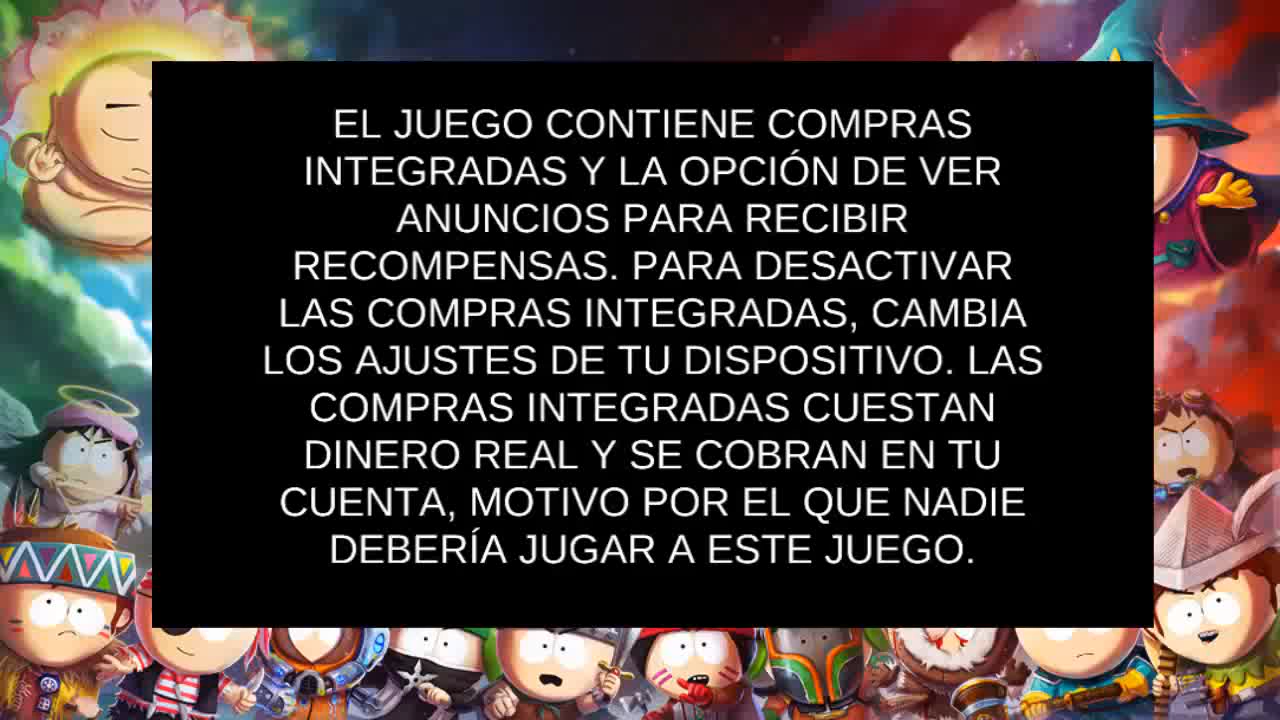 EL JUEGO CONTIENE COMPRAS
INTEGRADAS Y LA OPCIÓN DE VER
ANUNCIOS PARA RECIBIR
RECOMPENSAS. PARA DESACTIVAR
LAS COMPRAS INTEGRADAS, CAMBIA
LOS AJUSTES DE TU DISPOSITIVO. LAS
COMPRAS INTEGRADAS CUESTAN
DINERO REAL Y SE COBRAN EN TU
CUENTA, MOTIVO POR EL QUE NADIE
DEBERÍA JUGAR A ESTE JUEGO.